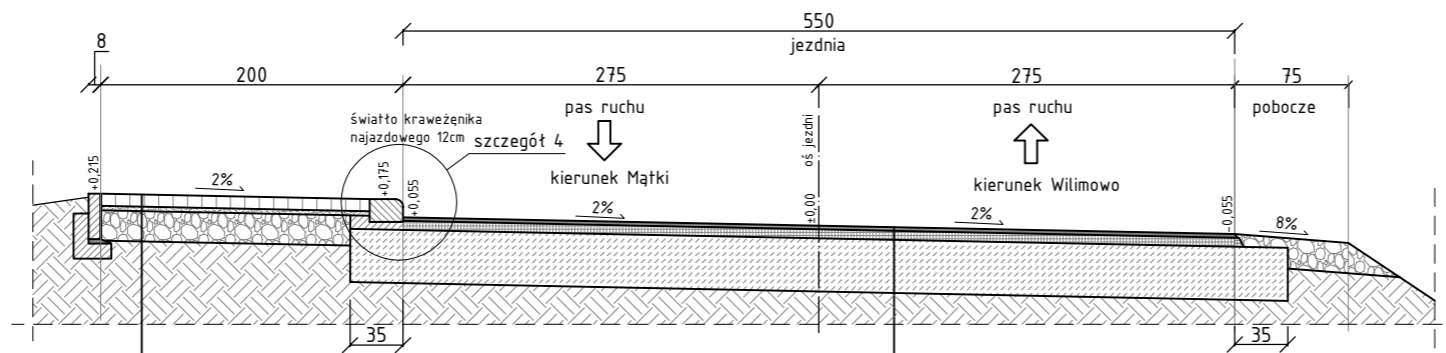 550
jezdnia
8
200
275
275
75
pas ruchu
pas ruchu
pobocze
światło krawężnika
najazdowego 12cm
szczegół 4
oś jezdni
kierunek Mątki
kierunek Wilimowo
+0,215
+0,175
+0,055
±0,00
-0,055
2%
2%
2%
8%
35
35